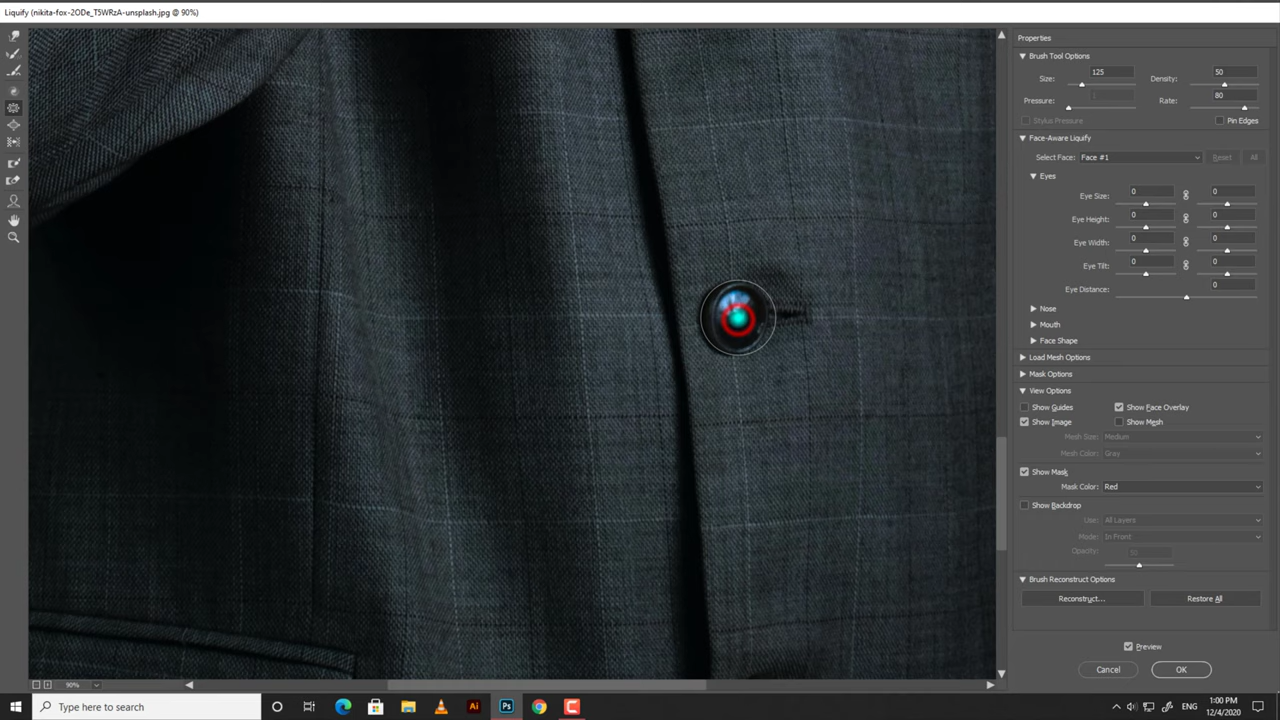 Liquify (nikita-fox-2ODe_T5WRzA-unsplash.jpg @ 90%)
Properties
Brush Tool Options
Size: 125 Density: 50
Pressure: 1 Rate: 80
Stylus Pressure Pin Edges
Face-Aware Liquify
Select Face: Face #1 Reset All
Eyes
Eye Size: 0 0
Eye Height: 0 0
Eye Width: 0 0
Eye Tilt: 0 0
Eye Distance: 0
Nose
Mouth
Face Shape
Load Mesh Options
Mask Options
View Options
Show Guides Show Face Overlay
Show Image Show Mesh
Mesh Size: Medium
Mesh Color: Gray
Show Mask
Mask Color: Red
Show Backdrop
Use: All Layers
Made: In Front
Opacity: 50
Brush Reconstruct Options
Reconstruct... Restore All
Preview
Cancel OK
90%
Type here to search
Ai Ps
ENG
1:00 PM
12/4/2020